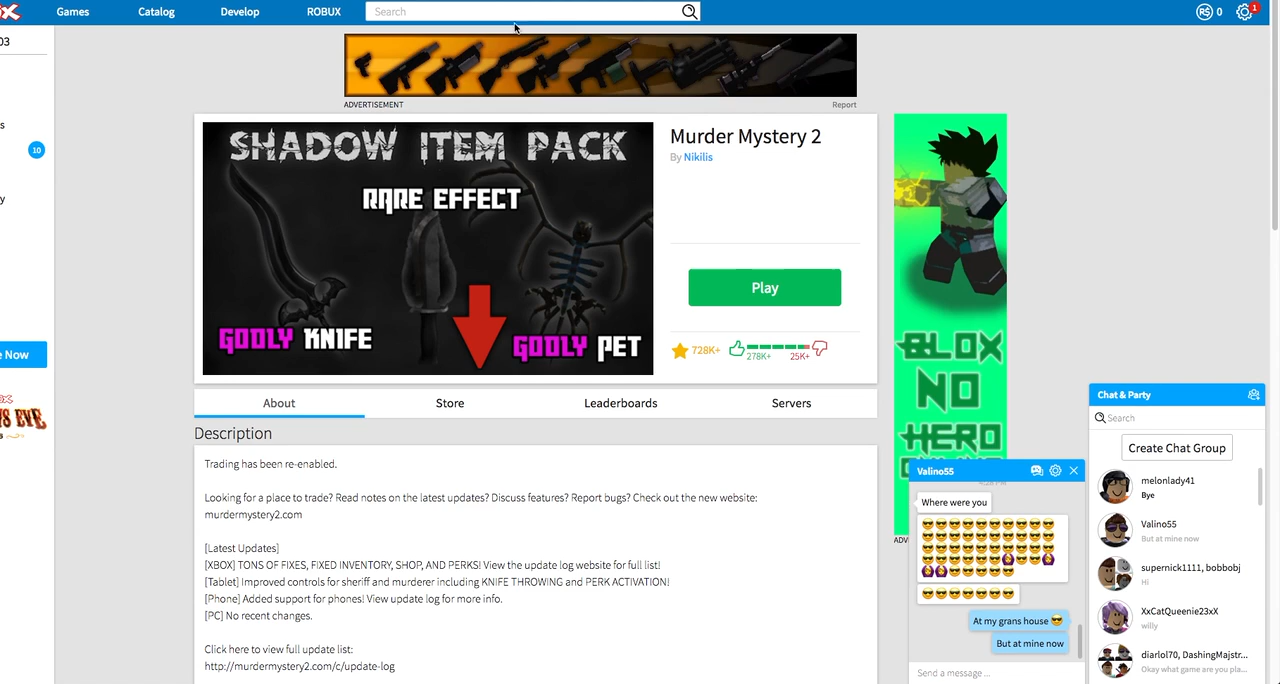 Games
Catalog
Develop
ROBUX
Search
R$ 0
1
03
ADVERTISEMENT
Report
SHADOW ITEM PACK
RARE EFFECT
GODLY KNIFE
GODLY PET
Murder Mystery 2
By Nikilis
Play
728K+
278K+
25K+
10
Now
About
Store
Leaderboards
Servers
Description
Trading has been re-enabled.
Looking for a place to trade? Read notes on the latest updates? Discuss features? Report bugs? Check out the new website:
murdermystery2.com
[Latest Updates]
[XBOX] TONS OF FIXES, FIXED INVENTORY, SHOP, AND PERKS! View the update log website for full list!
[Tablet] Improved controls for sheriff and murderer including KNIFE THROWING and PERK ACTIVATION!
[Phone] Added support for phones! View update log for more info.
[PC] No recent changes.
Click here to view full update list:
http://murdermystery2.com/c/update-log
BLOX
NO
HERO
Valino55
Where were you
At my grans house
But at mine now
Send a message ...
Chat & Party
Search
Create Chat Group
melonlady41
Bye
Valino55
But at mine now
supernick1111, bobbobj
Hi
XxCatQueenie23xX
willy
diarlol70, DashingMajstr...
Okay what game are you pla...